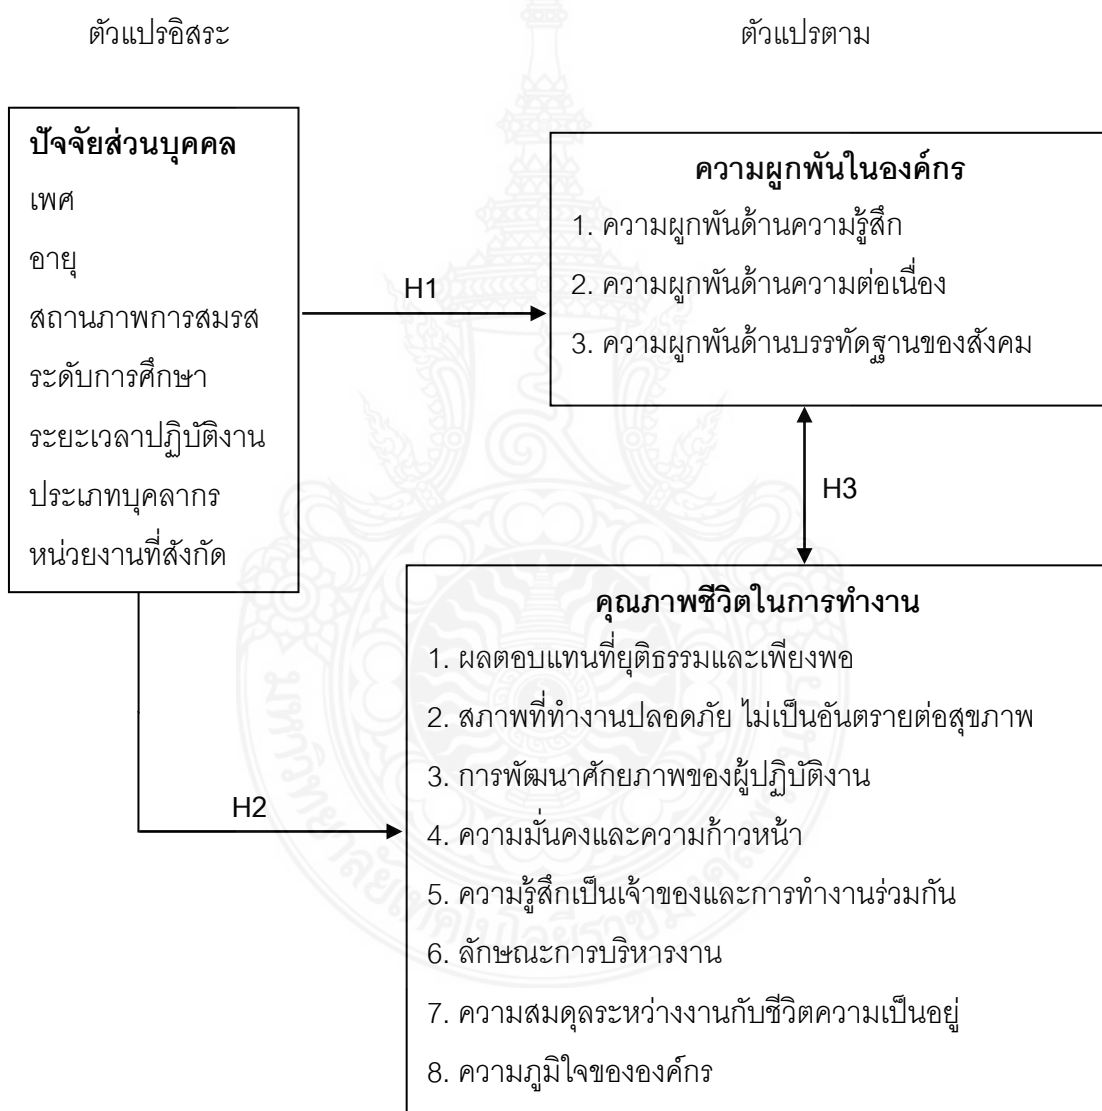 ตัวแปรอิสระ
ตัวแปรตาม
ปัจจัยส่วนบุคคล
เพศ
อายุ
สถานภาพการสมรส
ระดับการศึกษา
ระยะเวลาปฏิบัติงาน
ประเภทบุคลากร
หน่วยงานที่สังกัด
H1
ความผูกพันในองค์กร
1. ความผูกพันด้านความรู้สึก
2. ความผูกพันด้านความต่อเนื่อง
3. ความผูกพันด้านบรรทัดฐานของสังคม
H3
H2
คุณภาพชีวิตในการทำงาน
1. ผลตอบแทนที่ยุติธรรมและเพียงพอ
2. สภาพที่ทำงานปลอดภัย ไม่เป็นอันตรายต่อสุขภาพ
3. การพัฒนาศักยภาพของผู้ปฏิบัติงาน
4. ความมั่นคงและความก้าวหน้า
5. ความรู้สึกเป็นเจ้าของและการทำงานร่วมกัน
6. ลักษณะการบริหารงาน
7. ความสมดุลระหว่างงานกับชีวิตความเป็นอยู่
8. ความภูมิใจขององค์กร